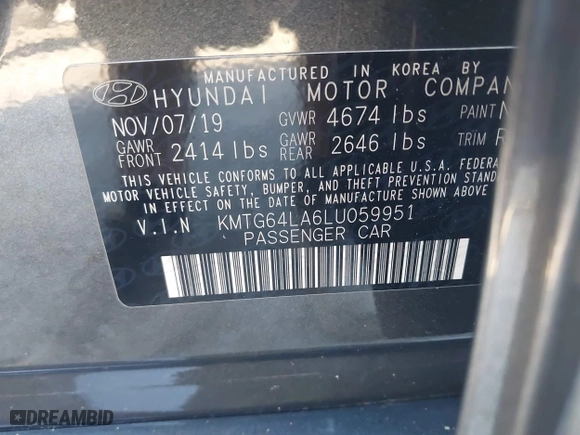 MANUFACTURED IN KOREA BY
HYUNDAI MOTOR COMPAN
NOV/07/19 GVWR 4674 lbs PAINT N
GAWR FRONT 2414 lbs GAWR REAR 2646 lbs TRIM
THIS VEHICLE CONFORMS TO ALL APPLICABLE U.S.A. FEDERA
MOTOR VEHICLE SAFETY, BUMPER, AND THEFT PREVENTION STAND
IN EFFECT ON THE DATE OF MANUFACTURE SHOWN ABOVE.
V.I.N KMTG64LA6LU059951
PASSENGER CAR
DREAMBID